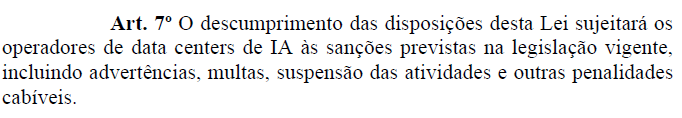 Art. 7º O descumprimento das disposições desta Lei sujeitará os
operadores de data centers de IA às sanções previstas na legislação vigente,
incluindo advertências, multas, suspensão das atividades e outras penalidades
cabíveis.